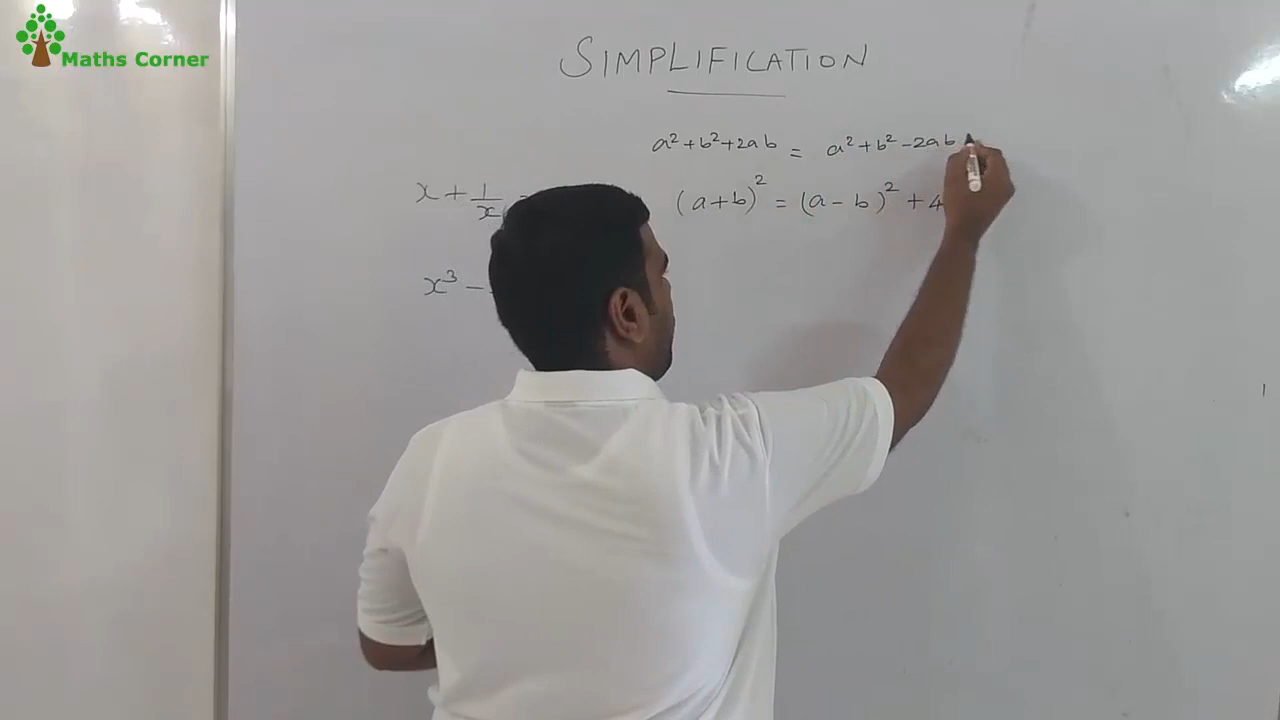 Maths Corner
SIMPLIFICATION
a²+b²+2ab = a²+b²-2ab
x + 1/x
(a+b)² = (a-b)² + 4
x³ -